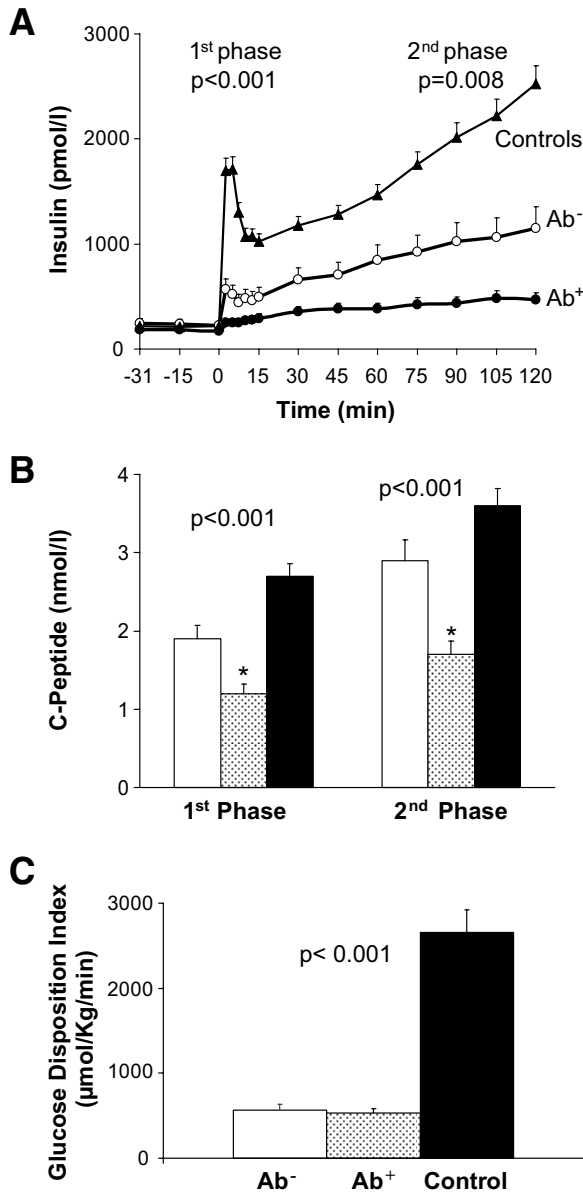 A
1st phase 2nd phase
p<0.001 p=0.008
Insulin (pmol/l)
3000
2000
1000
0
Controls
Ab-
Ab+
-31 -15 0 15 30 45 60 75 90 105 120
Time (min)
B
C-Peptide (nmol/l)
4
3
2
1
0
p<0.001
p<0.001
*
*
1st Phase 2nd Phase
C
Glucose Disposition Index
(µmol/Kg/min)
3000
2000
1000
0
p< 0.001
Ab- Ab+ Control